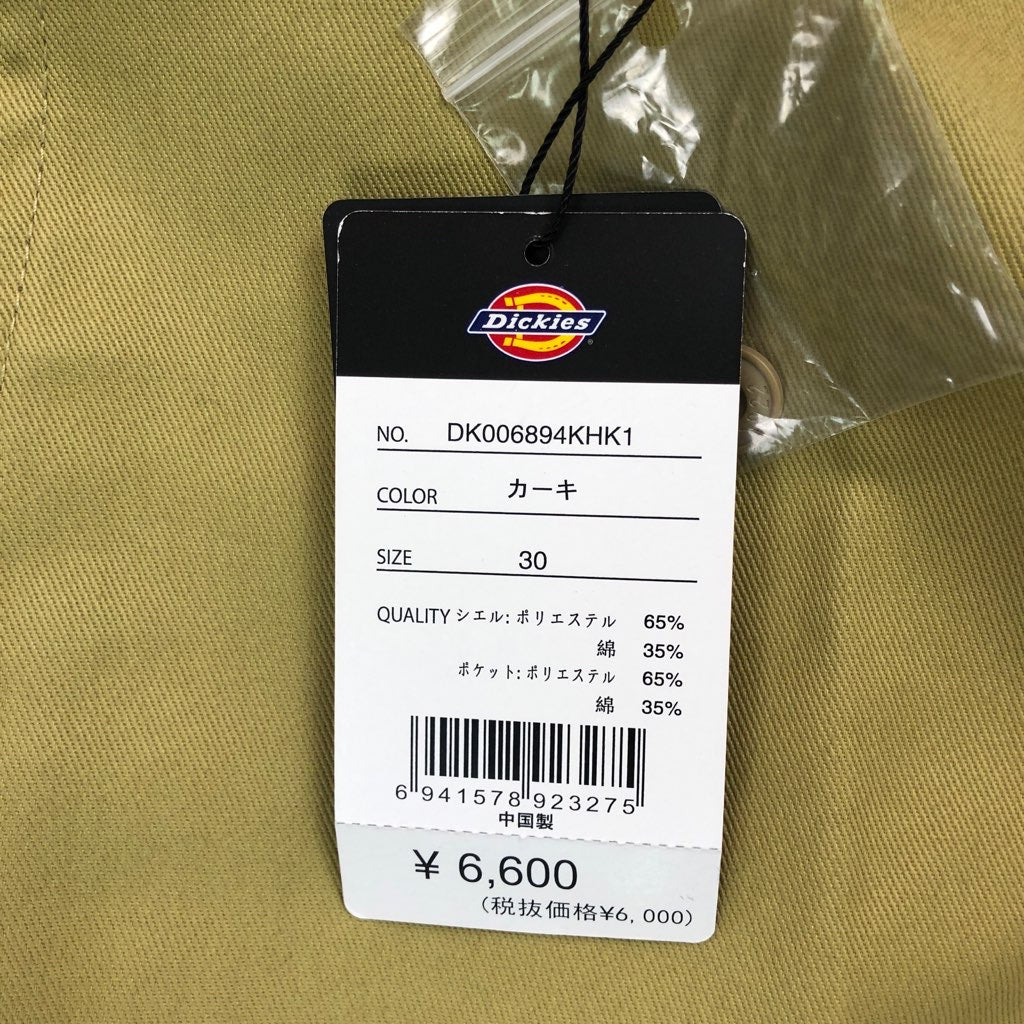 Dickies
NO. DK006894KHK1
COLOR カーキ
SIZE 30
QUALITY シエル: ポリエステル 65%
綿 35%
ポケット: ポリエステル 65%
綿 35%
6 941578 923275
中国製
¥ 6,600
(税抜価格¥6,000)